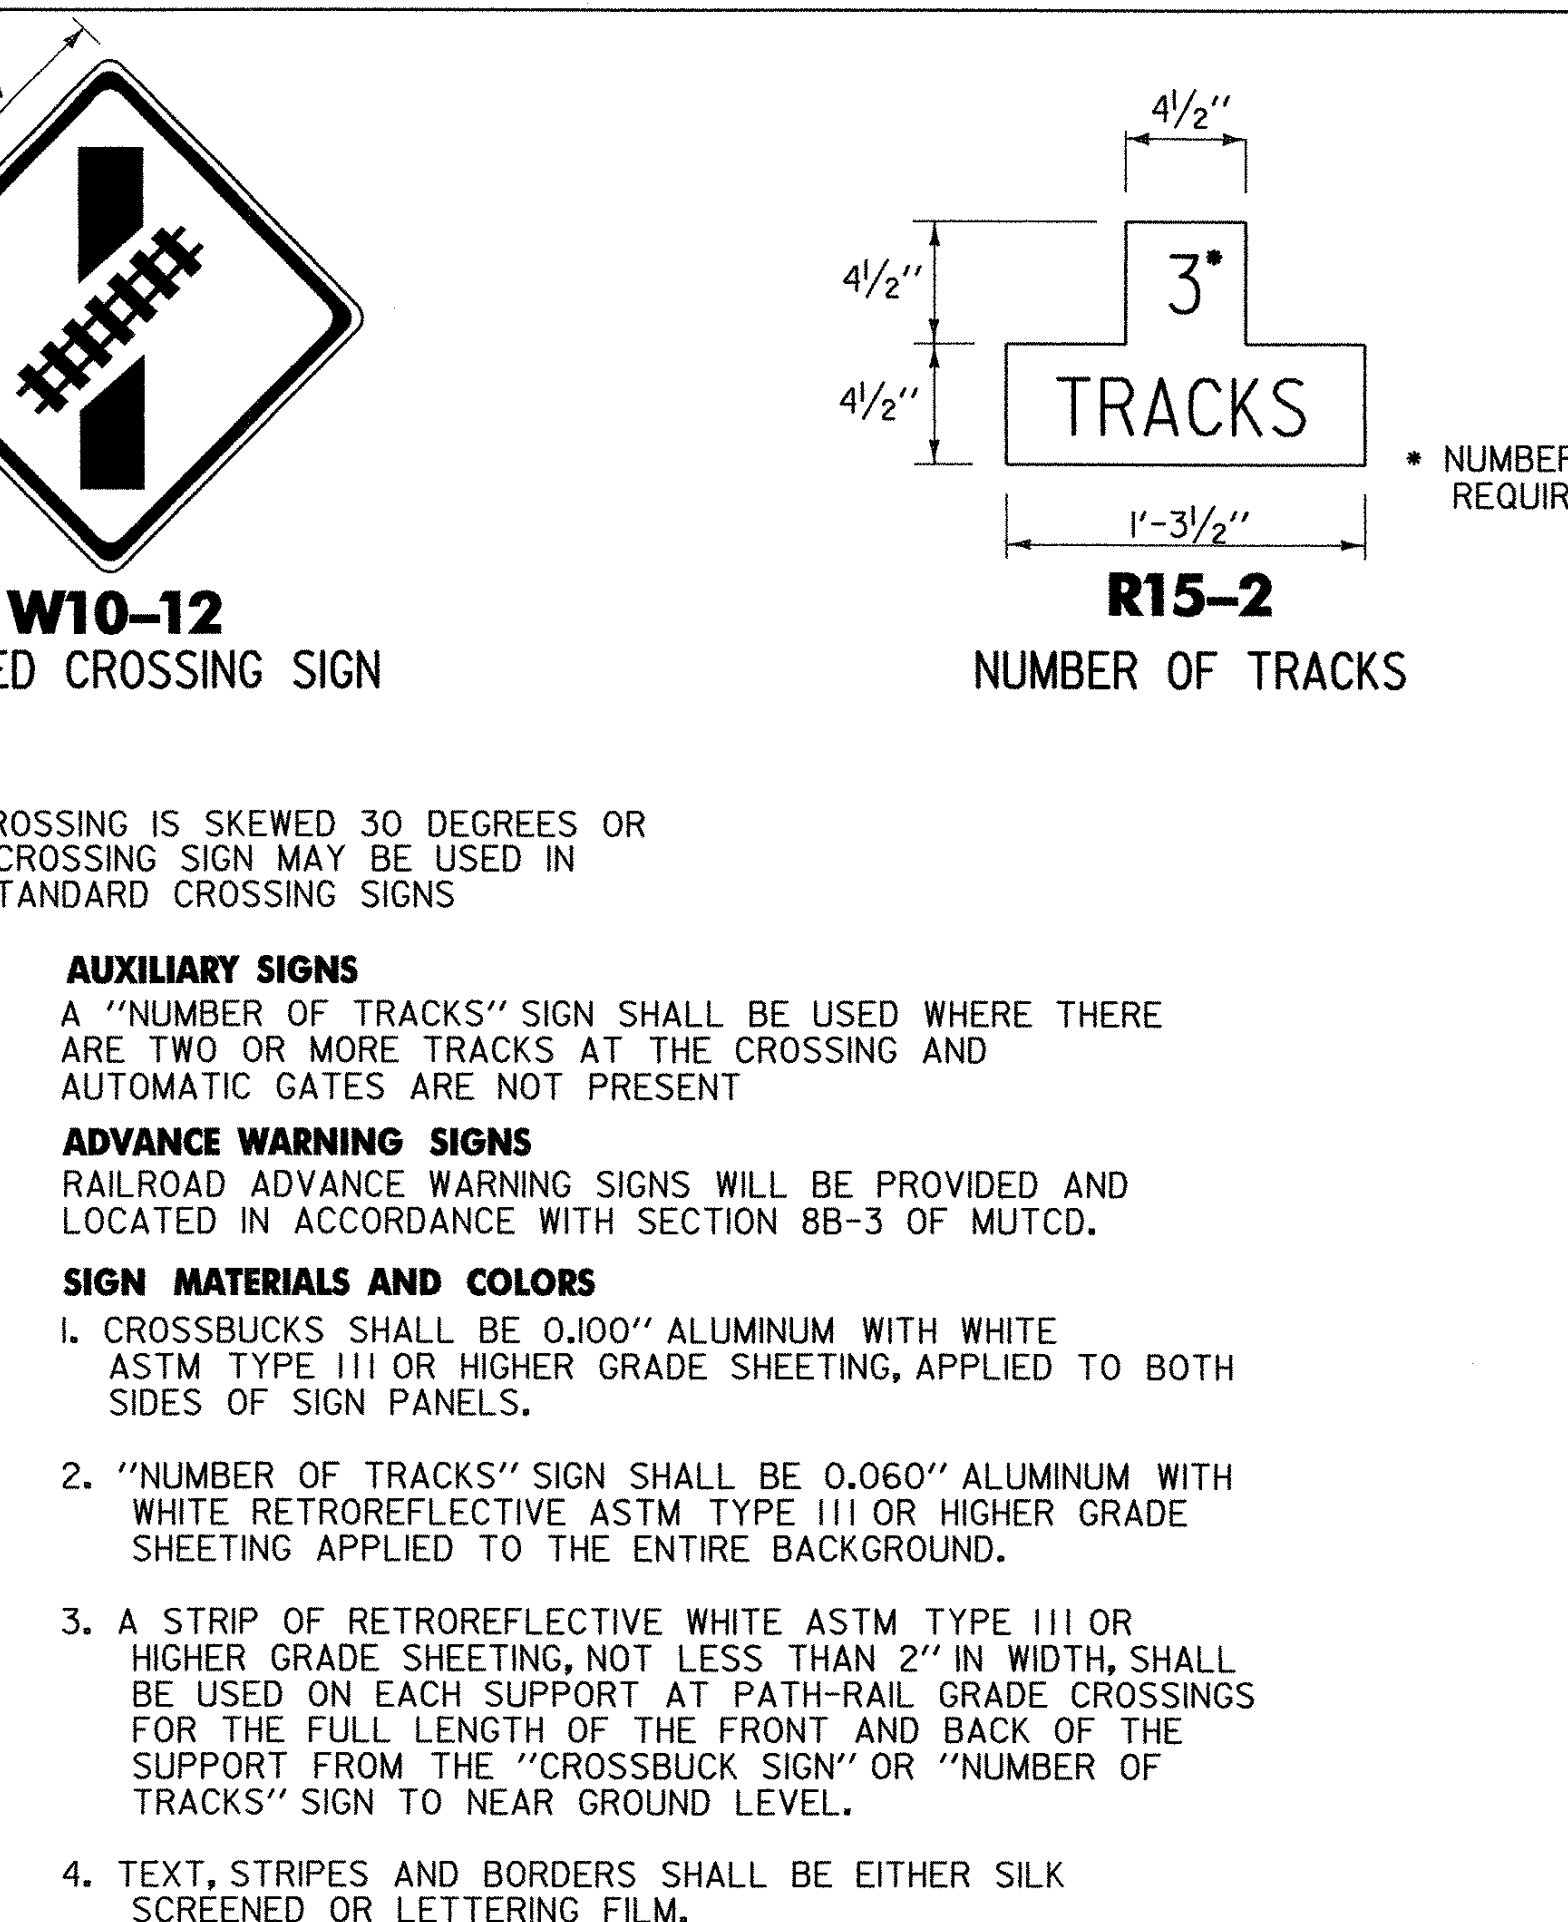 4 1/2"
4 1/2"
3*
4 1/2"
TRACKS
* NUMBER
REQUIR
1'-3 1/2"
W10-12
ED CROSSING SIGN
R15-2
NUMBER OF TRACKS
ROSSING IS SKEWED 30 DEGREES OR
CROSSING SIGN MAY BE USED IN
TANDARD CROSSING SIGNS
AUXILIARY SIGNS
A "NUMBER OF TRACKS" SIGN SHALL BE USED WHERE THERE
ARE TWO OR MORE TRACKS AT THE CROSSING AND
AUTOMATIC GATES ARE NOT PRESENT
ADVANCE WARNING SIGNS
RAILROAD ADVANCE WARNING SIGNS WILL BE PROVIDED AND
LOCATED IN ACCORDANCE WITH SECTION 8B-3 OF MUTCD.
SIGN MATERIALS AND COLORS
1. CROSSBUCKS SHALL BE 0.100" ALUMINUM WITH WHITE
ASTM TYPE III OR HIGHER GRADE SHEETING, APPLIED TO BOTH
SIDES OF SIGN PANELS.
2. "NUMBER OF TRACKS" SIGN SHALL BE 0.060" ALUMINUM WITH
WHITE RETROREFLECTIVE ASTM TYPE III OR HIGHER GRADE
SHEETING APPLIED TO THE ENTIRE BACKGROUND.
3. A STRIP OF RETROREFLECTIVE WHITE ASTM TYPE III OR
HIGHER GRADE SHEETING, NOT LESS THAN 2" IN WIDTH, SHALL
BE USED ON EACH SUPPORT AT PATH-RAIL GRADE CROSSINGS
FOR THE FULL LENGTH OF THE FRONT AND BACK OF THE
SUPPORT FROM THE "CROSSBUCK SIGN" OR "NUMBER OF
TRACKS" SIGN TO NEAR GROUND LEVEL.
4. TEXT, STRIPES AND BORDERS SHALL BE EITHER SILK
SCREENED OR LETTERING FILM.